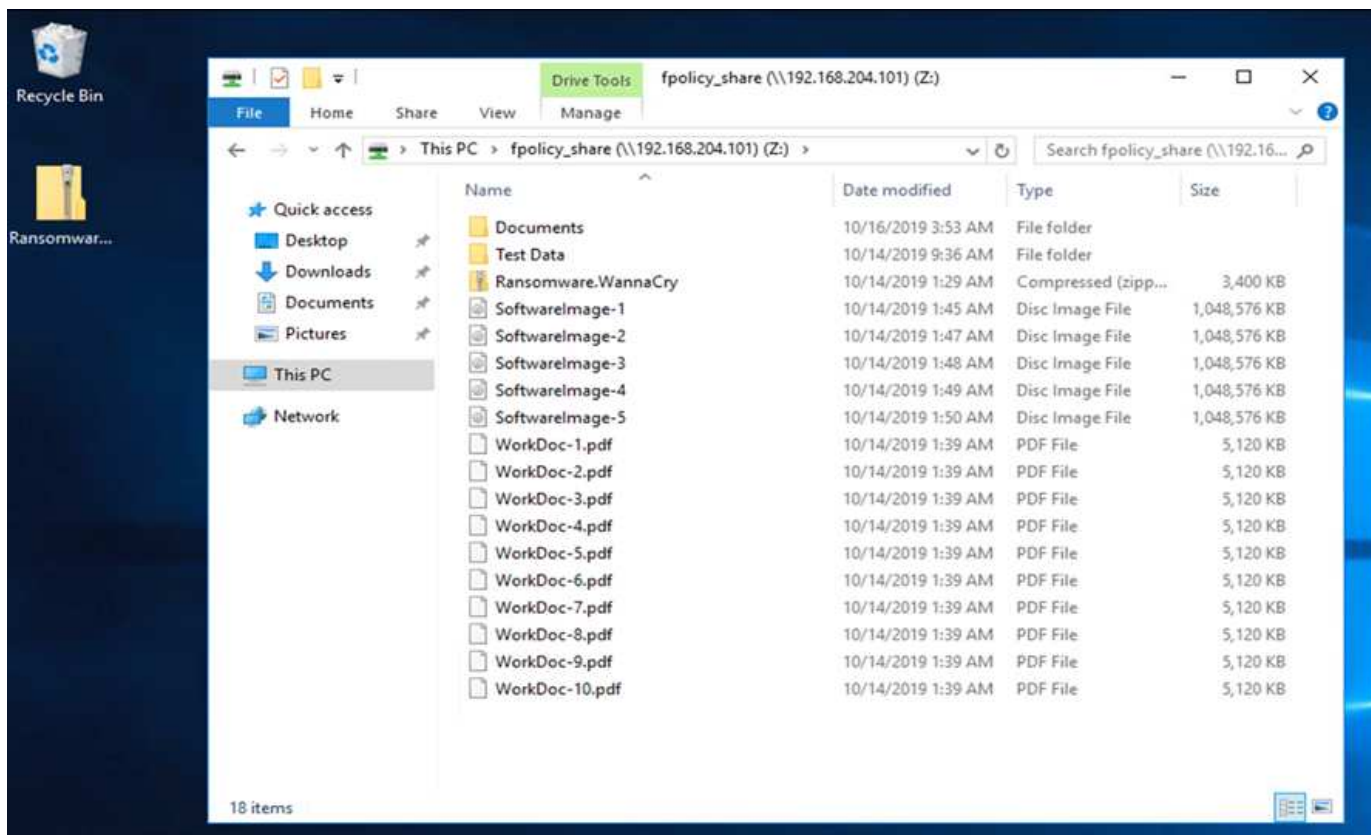 Recycle Bin
Ransomwar...
Drive Tools
fpolicy_share (\\192.168.204.101) (Z:)
File
Home
Share
View
Manage
This PC > fpolicy_share (\\192.168.204.101) (Z:) >
Search fpolicy_share (\\192.16...
Quick access
Desktop
Downloads
Documents
Pictures
This PC
Network
Name Date modified Type Size
Documents 10/16/2019 3:53 AM File folder
Test Data 10/14/2019 9:36 AM File folder
Ransomware.WannaCry 10/14/2019 1:29 AM Compressed (zipp... 3,400 KB
SoftwareImage-1 10/14/2019 1:45 AM Disc Image File 1,048,576 KB
SoftwareImage-2 10/14/2019 1:47 AM Disc Image File 1,048,576 KB
SoftwareImage-3 10/14/2019 1:48 AM Disc Image File 1,048,576 KB
SoftwareImage-4 10/14/2019 1:49 AM Disc Image File 1,048,576 KB
SoftwareImage-5 10/14/2019 1:50 AM Disc Image File 1,048,576 KB
WorkDoc-1.pdf 10/14/2019 1:39 AM PDF File 5,120 KB
WorkDoc-2.pdf 10/14/2019 1:39 AM PDF File 5,120 KB
WorkDoc-3.pdf 10/14/2019 1:39 AM PDF File 5,120 KB
WorkDoc-4.pdf 10/14/2019 1:39 AM PDF File 5,120 KB
WorkDoc-5.pdf 10/14/2019 1:39 AM PDF File 5,120 KB
WorkDoc-6.pdf 10/14/2019 1:39 AM PDF File 5,120 KB
WorkDoc-7.pdf 10/14/2019 1:39 AM PDF File 5,120 KB
WorkDoc-8.pdf 10/14/2019 1:39 AM PDF File 5,120 KB
WorkDoc-9.pdf 10/14/2019 1:39 AM PDF File 5,120 KB
WorkDoc-10.pdf 10/14/2019 1:39 AM PDF File 5,120 KB
18 items